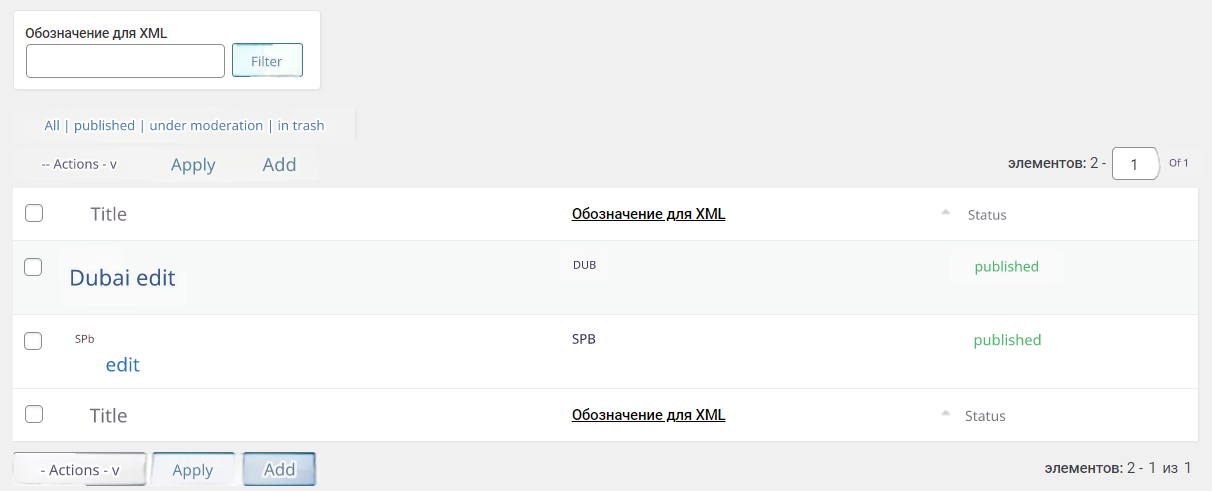 Обозначение для XML
Filter
All | published | under moderation | in trash
-- Actions - v Apply Add элементов: 2 - 1 Of 1
Title Обозначение для XML Status
Dubai edit DUB published
SPb SPB published
edit
Title Обозначение для XML Status
- Actions - v Apply Add элементов: 2 - 1 из 1